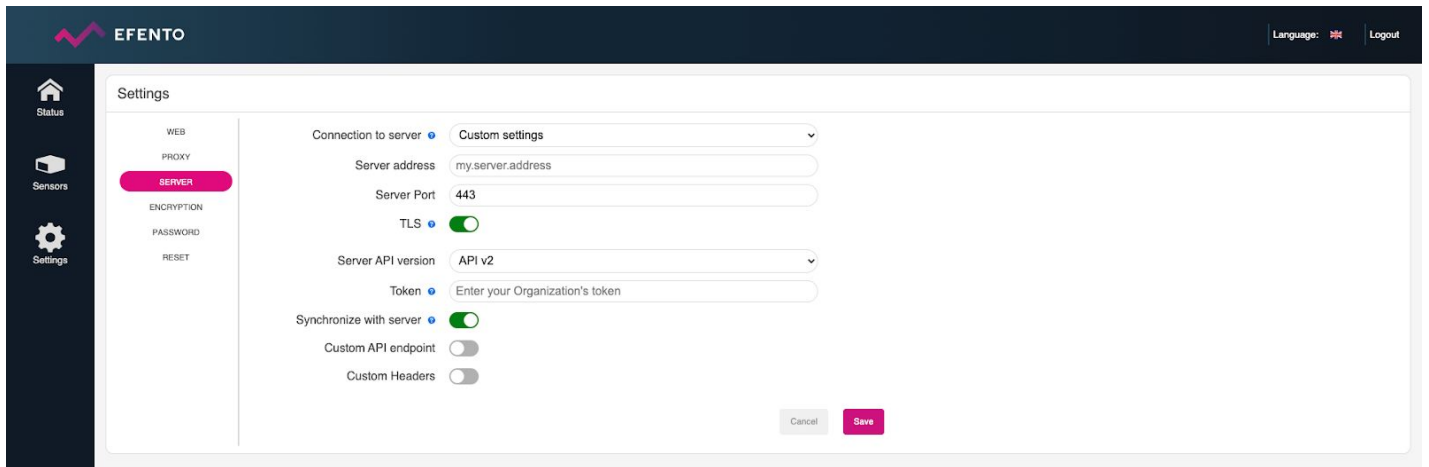 EFENTO
Language:
Logout
Status
Sensors
Settings
Settings
WEB
PROXY
SERVER
ENCRYPTION
PASSWORD
RESET
Connection to server ? Custom settings
Server address my.server.address
Server Port 443
TLS ?
Server API version API v2
Token ? Enter your Organization's token
Synchronize with server ?
Custom API endpoint
Custom Headers
Cancel Save